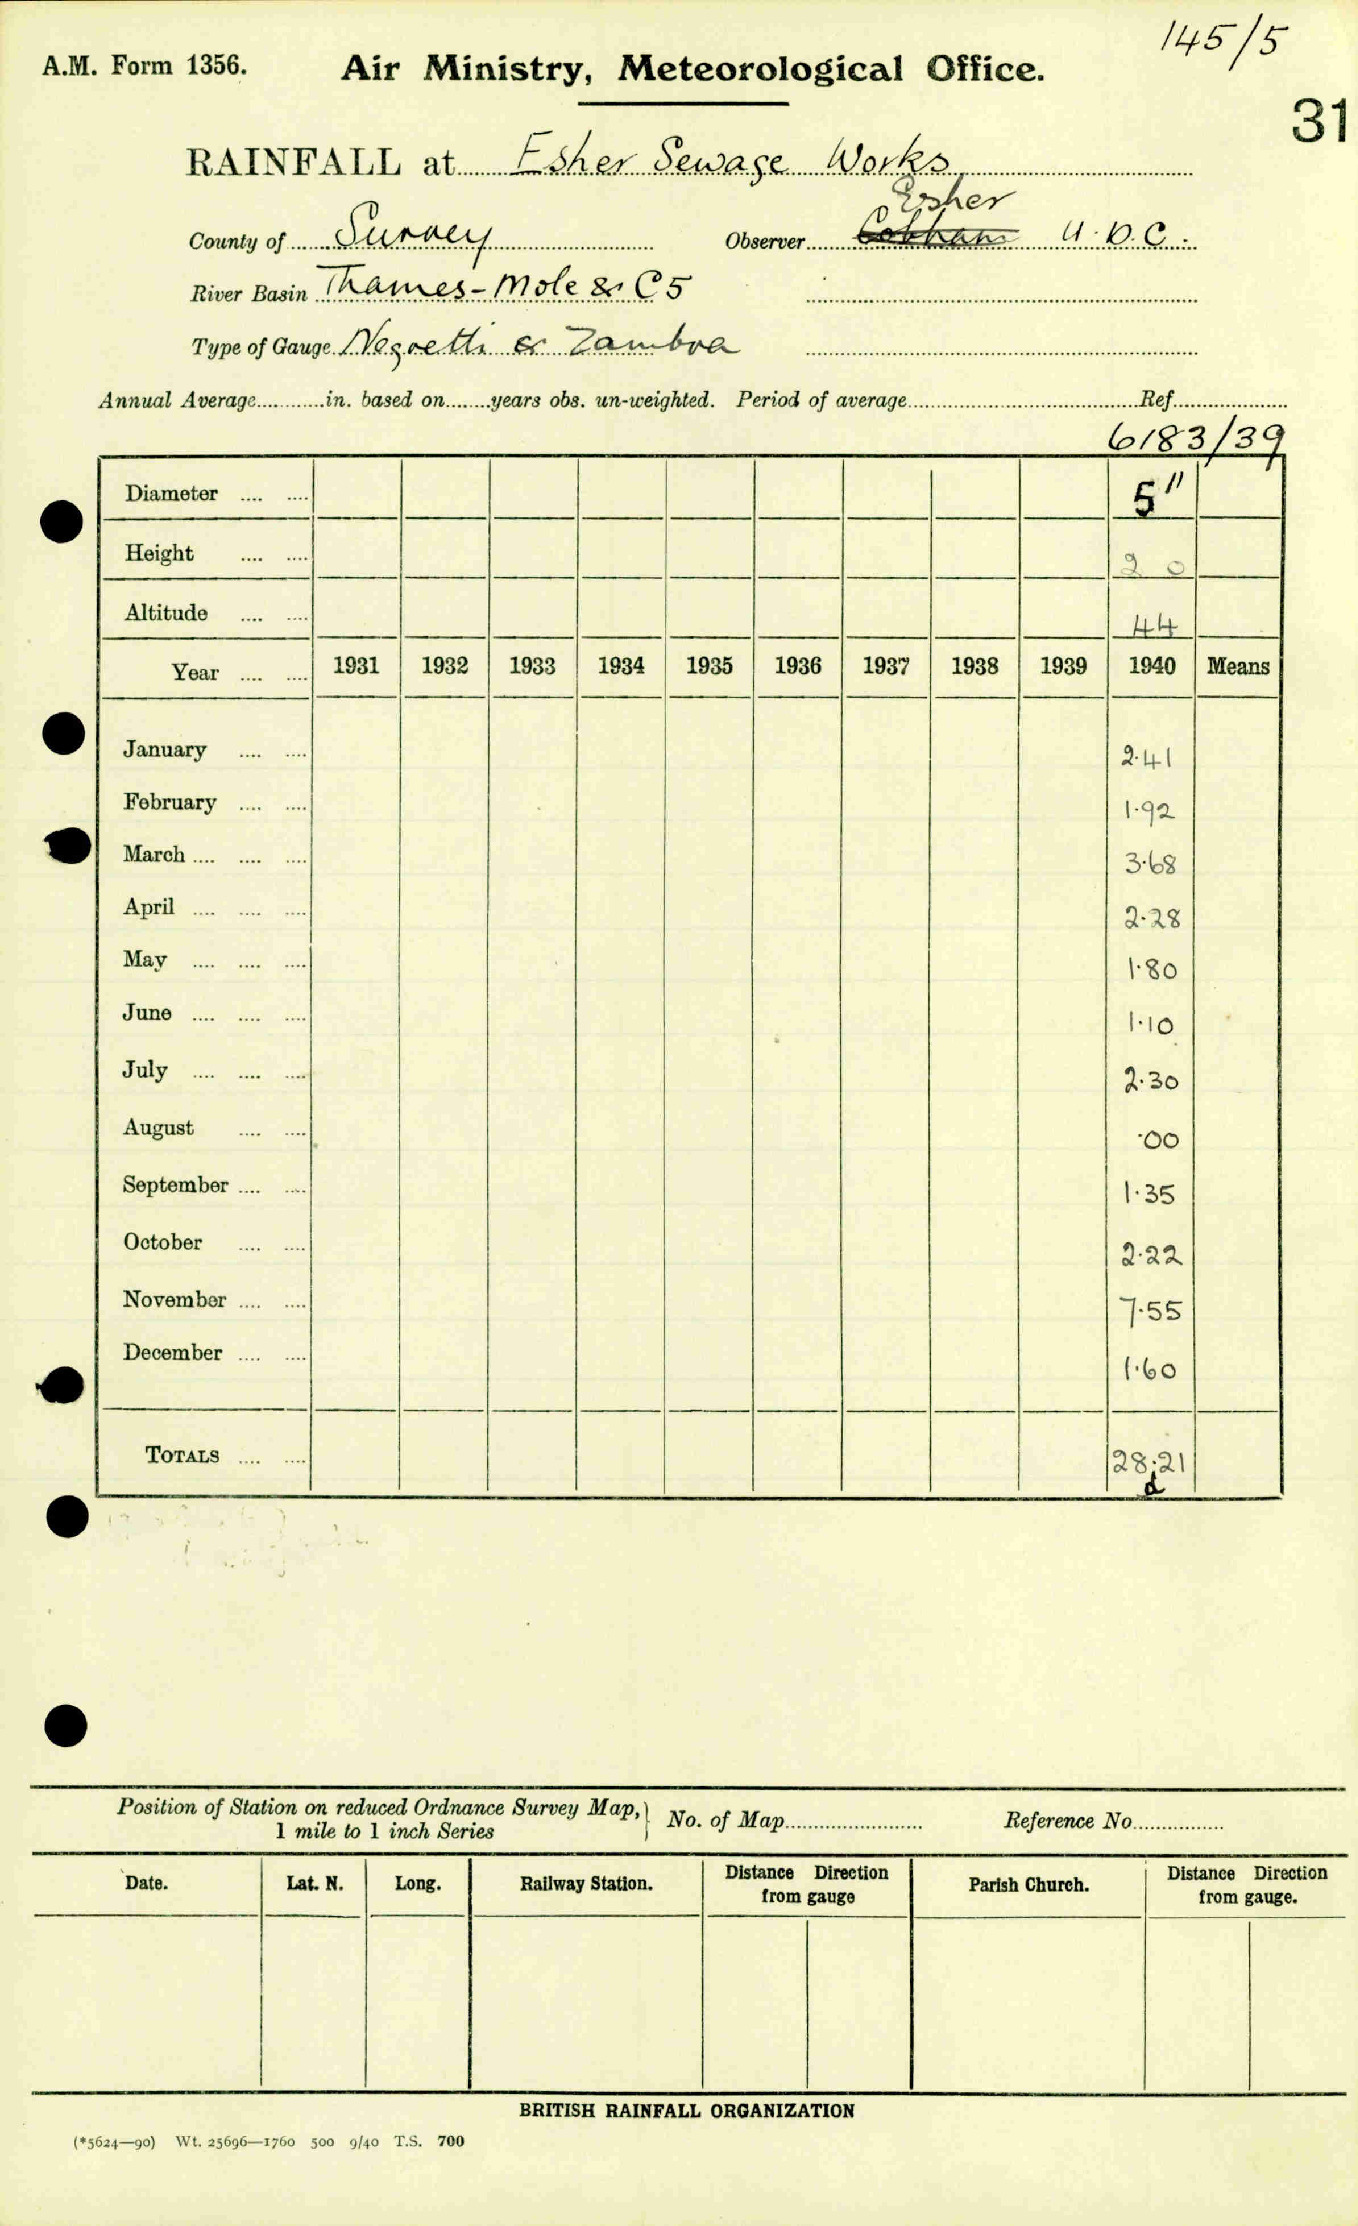 145/5
A.M. Form 1356. Air Ministry, Meteorological Office.
31
RAINFALL at Esher Sewage Works
Esher
County of Surrey Observer Cobham U.D.C.
River Basin Thames-Mole & C5
Type of Gauge Negretti & Zambra
Annual Average in. based on years obs. un-weighted. Period of average Ref.
6183/39
Diameter 5"
Height 2 0
Altitude 44
Year 1931 1932 1933 1934 1935 1936 1937 1938 1939 1940 Means
January 2.41
February 1.92
March 3.68
April 2.28
May 1.80
June 1.10
July 2.30
August .00
September 1.35
October 2.22
November 7.55
December 1.60
TOTALS 28.21
d
Position of Station on reduced Ordnance Survey Map, } No. of Map Reference No.
1 mile to 1 inch Series
Date. Lat. N. Long. Railway Station. Distance Direction from gauge Parish Church. Distance Direction from gauge.
BRITISH RAINFALL ORGANIZATION
(*5624—90) Wt. 25696—1760 500 9/40 T.S. 700